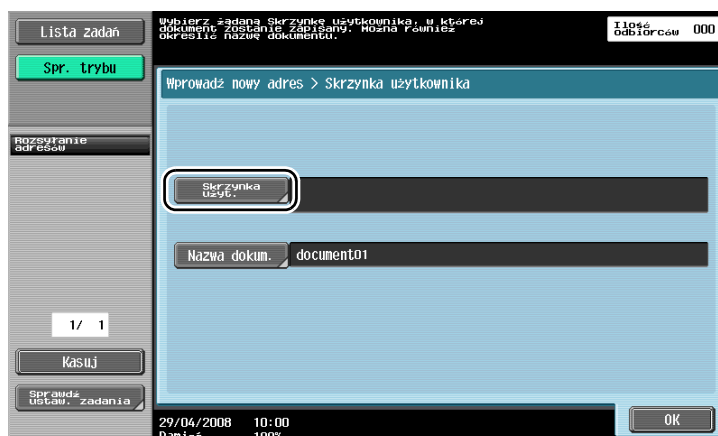 Lista zadań
Wybierz żądaną Skrzynkę użytkownika, w której
dokument zostanie zapisany. Można również
określić nazwę dokumentu.
Ilość
odbiorców 000
Spr. trybu
Wprowadź nowy adres > Skrzynka użytkownika
Rozsyłanie
adresów
Skrzynka
użyt.
Nazwa dokum. document01
1/ 1
Kasuj
Sprawdź
ustaw. zadania
29/04/2008 10:00
Pamięć 100%
OK